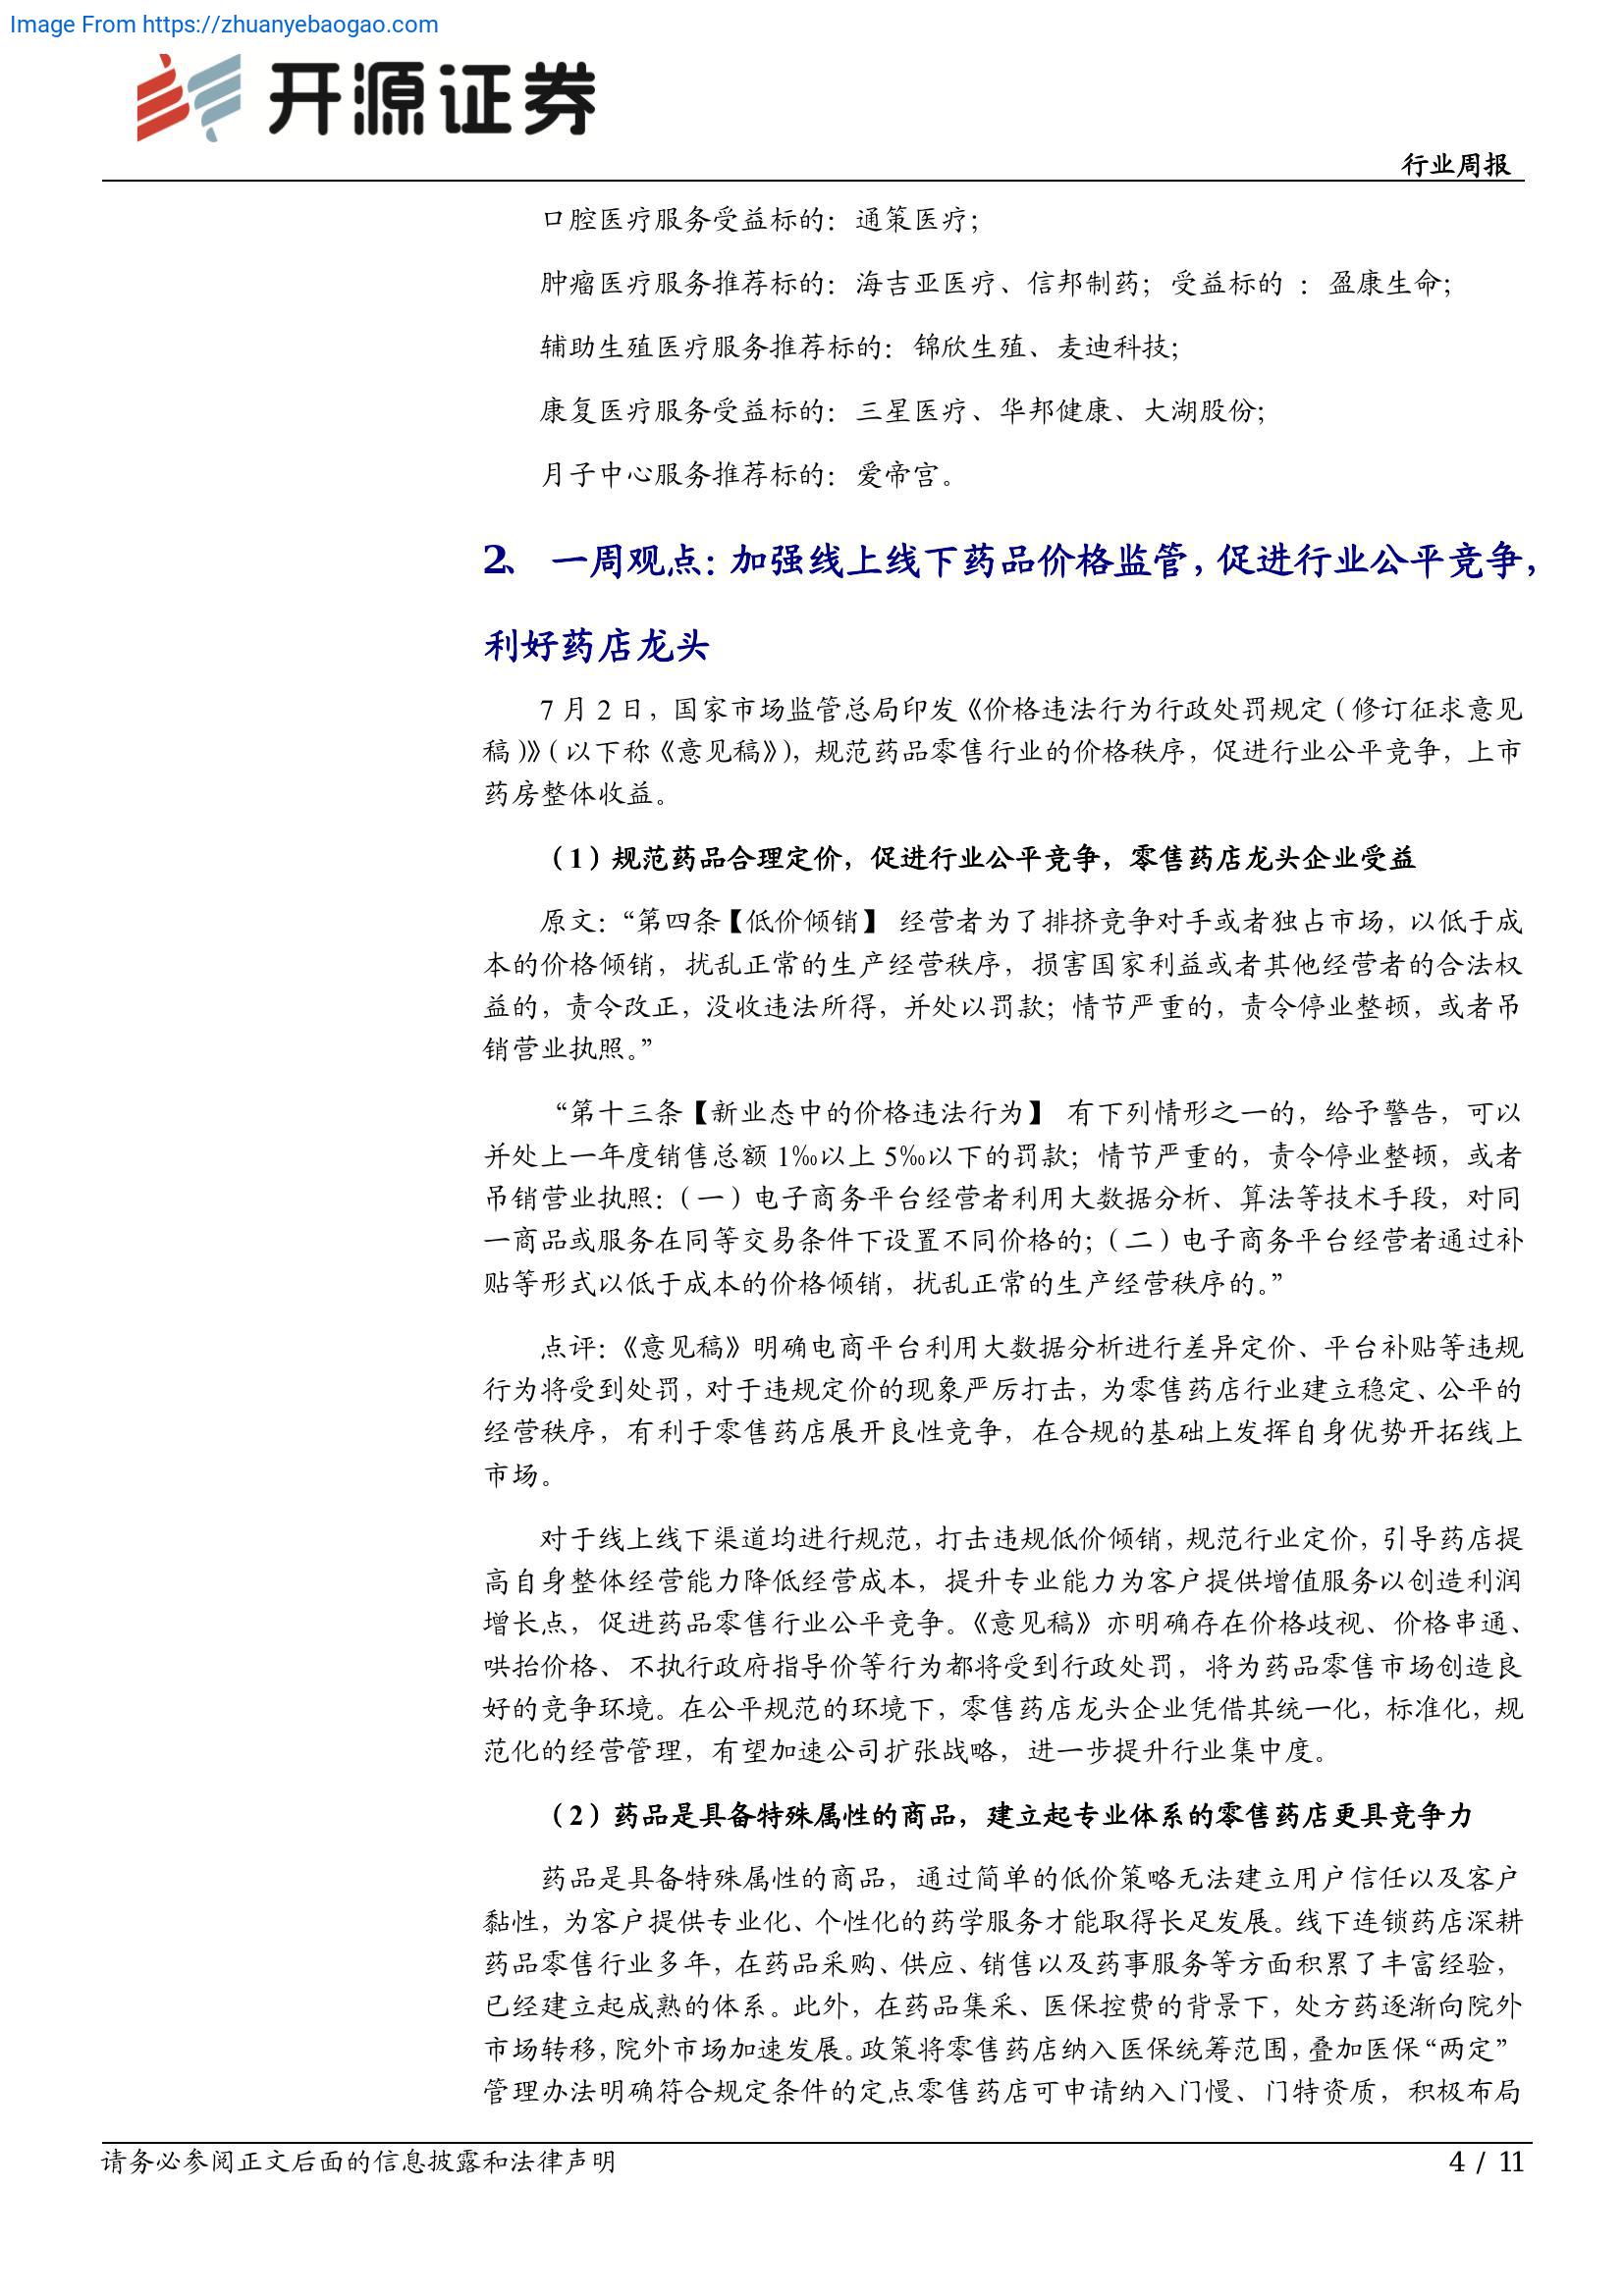 Image From https://zhuanyebaogao.com
开源证券
行业周报
口腔医疗服务受益标的：通策医疗；
肿瘤医疗服务推荐标的：海吉亚医疗、信邦制药；受益标的 ：盈康生命；
辅助生殖医疗服务推荐标的：锦欣生殖、麦迪科技；
康复医疗服务受益标的：三星医疗、华邦健康、大湖股份；
月子中心服务推荐标的：爱帝宫。
2、 一周观点：加强线上线下药品价格监管，促进行业公平竞争，
利好药店龙头
7 月 2 日，国家市场监管总局印发《价格违法行为行政处罚规定（修订征求意见
稿）》（以下称《意见稿》），规范药品零售行业的价格秩序，促进行业公平竞争，上市
药房整体收益。
（1）规范药品合理定价，促进行业公平竞争，零售药店龙头企业受益
原文：“第四条【低价倾销】 经营者为了排挤竞争对手或者独占市场，以低于成
本的价格倾销，扰乱正常的生产经营秩序，损害国家利益或者其他经营者的合法权
益的，责令改正，没收违法所得，并处以罚款；情节严重的，责令停业整顿，或者吊
销营业执照。”
“第十三条【新业态中的价格违法行为】 有下列情形之一的，给予警告，可以
并处上一年度销售总额 1‰以上 5‰以下的罚款；情节严重的，责令停业整顿，或者
吊销营业执照：（一）电子商务平台经营者利用大数据分析、算法等技术手段，对同
一商品或服务在同等交易条件下设置不同价格的；（二）电子商务平台经营者通过补
贴等形式以低于成本的价格倾销，扰乱正常的生产经营秩序的。”
点评：《意见稿》明确电商平台利用大数据分析进行差异定价、平台补贴等违规
行为将受到处罚，对于违规定价的现象严厉打击，为零售药店行业建立稳定、公平的
经营秩序，有利于零售药店展开良性竞争，在合规的基础上发挥自身优势开拓线上
市场。
对于线上线下渠道均进行规范，打击违规低价倾销，规范行业定价，引导药店提
高自身整体经营能力降低经营成本，提升专业能力为客户提供增值服务以创造利润
增长点，促进药品零售行业公平竞争。《意见稿》亦明确存在价格歧视、价格串通、
哄抬价格、不执行政府指导价等行为都将受到行政处罚，将为药品零售市场创造良
好的竞争环境。在公平规范的环境下，零售药店龙头企业凭借其统一化，标准化，规
范化的经营管理，有望加速公司扩张战略，进一步提升行业集中度。
（2）药品是具备特殊属性的商品，建立起专业体系的零售药店更具竞争力
药品是具备特殊属性的商品，通过简单的低价策略无法建立用户信任以及客户
黏性，为客户提供专业化、个性化的药学服务才能取得长足发展。线下连锁药店深耕
药品零售行业多年，在药品采购、供应、销售以及药事服务等方面积累了丰富经验，
已经建立起成熟的体系。此外，在药品集采、医保控费的背景下，处方药逐渐向院外
市场转移，院外市场加速发展。政策将零售药店纳入医保统筹范围，叠加医保“两定”
管理办法明确符合规定条件的定点零售药店可申请纳入门慢、门特资质，积极布局
请务必参阅正文后面的信息披露和法律声明
4 / 11